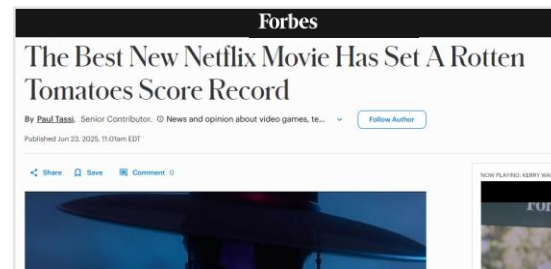 Forbes
The Best New Netflix Movie Has Set A Rotten
Tomatoes Score Record
By Paul Tassi, Senior Contributor. News and opinion about video games, te...
Follow Author
Published Jun 23, 2025, 11:01am EDT
Share Save Comment 0
NOW PLAYING: KERRY WA